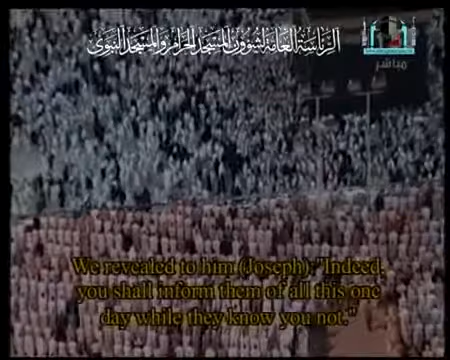 الرئاسة العامة لشؤون المسجد الحرام والمسجد النبوي
مباشر
We revealed to him (Joseph):"Indeed,
you shall inform them of all this one
day while they know you not."